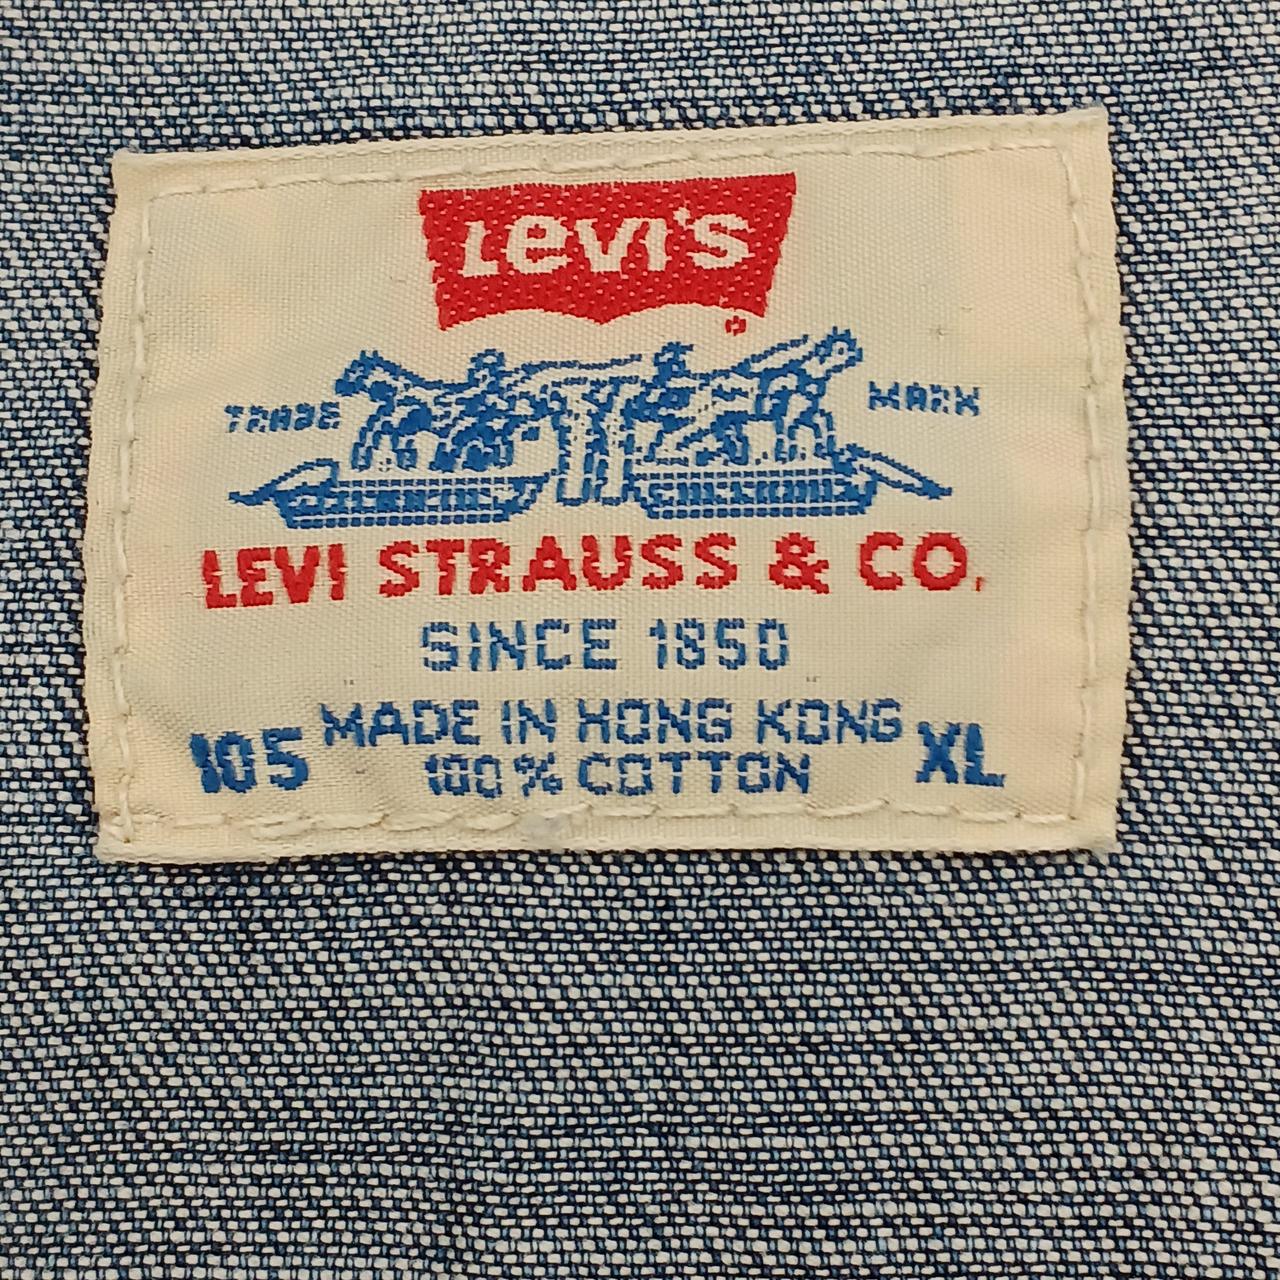 Levi's
®
TRADE MARK
LEVI STRAUSS & CO.
SINCE 1850
105 MADE IN HONG KONG XL
100% COTTON